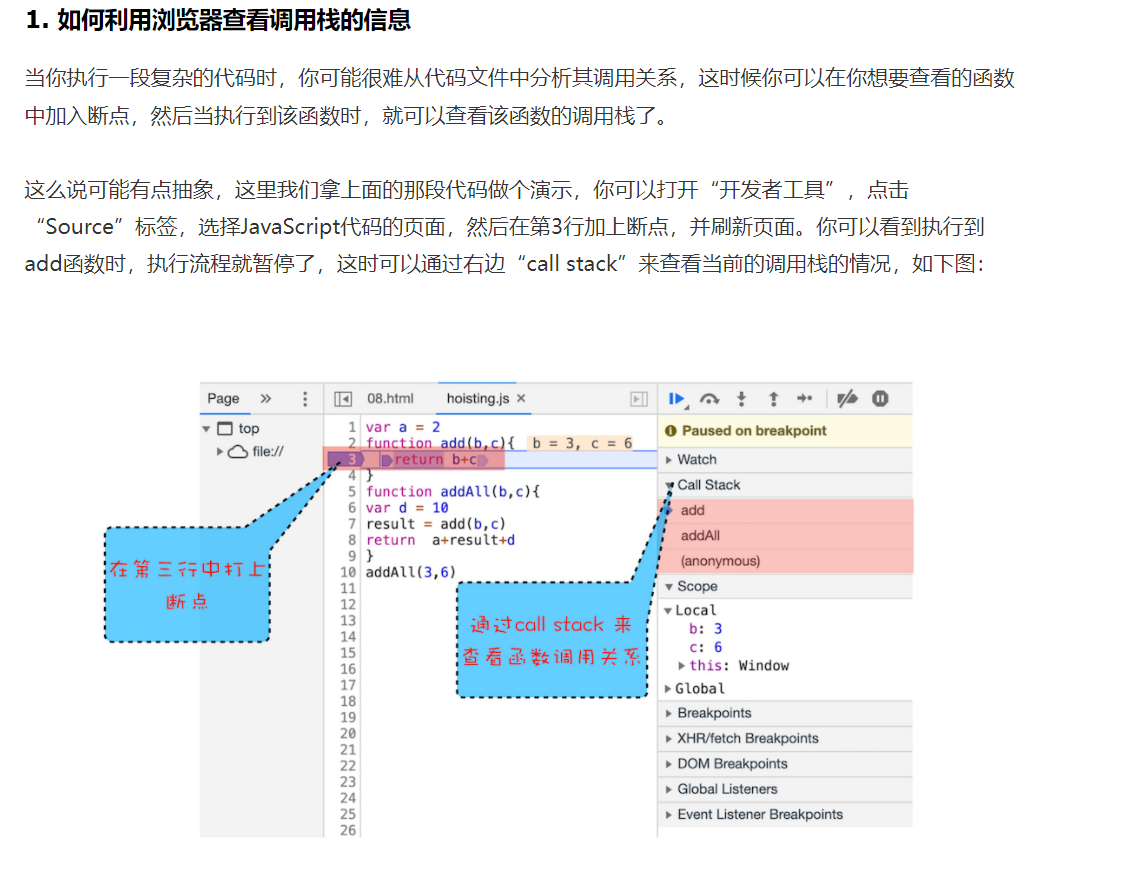 1. 如何利用浏览器查看调用栈的信息
当你执行一段复杂的代码时，你可能很难从代码文件中分析其调用关系，这时候你可以在你想要查看的函数
中加入断点，然后当执行到该函数时，就可以查看该函数的调用栈了。
这么说可能有点抽象，这里我们拿上面的那段代码做个演示，你可以打开“开发者工具”，点击
“Source”标签，选择JavaScript代码的页面，然后在第3行加上断点，并刷新页面。你可以看到执行到
add函数时，执行流程就暂停了，这时可以通过右边“call stack”来查看当前的调用栈的情况，如下图：
Page
top
file://
08.html
hoisting.js ×
1 var a = 2
2 function add(b,c){ b = 3, c = 6
3 return b+c
4 }
5 function addAll(b,c){
6 var d = 10
7 result = add(b,c)
8 return a+result+d
9 }
10 addAll(3,6)
11
12
13
14
15
16
17
18
19
20
21
22
23
24
25
26
在第三行中打上
断点
通过call stack 来
查看函数调用关系
Paused on breakpoint
Watch
Call Stack
add
addAll
(anonymous)
Scope
Local
b: 3
c: 6
this: Window
Global
Breakpoints
XHR/fetch Breakpoints
DOM Breakpoints
Global Listeners
Event Listener Breakpoints